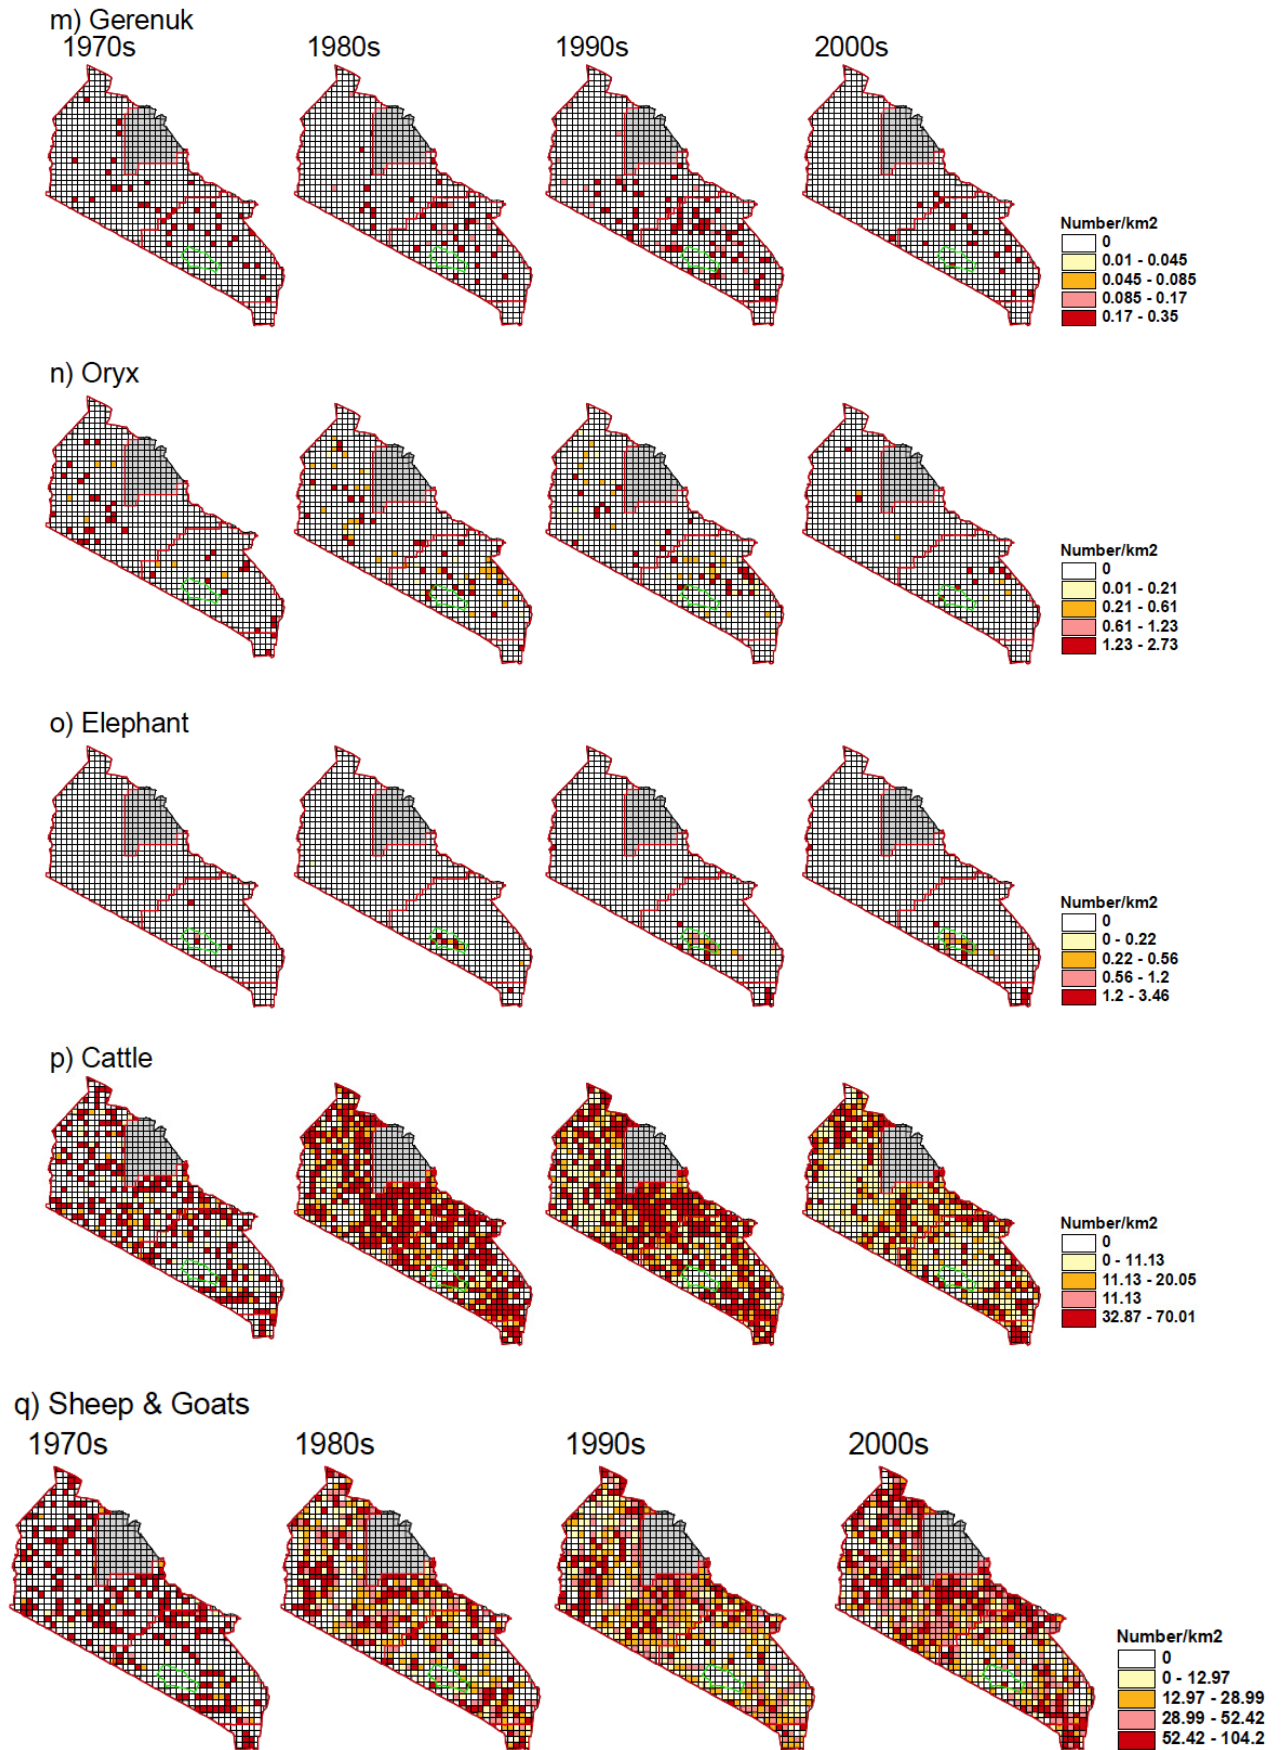 m) Gerenuk
1970s 1980s 1990s 2000s
Number/km2
0
0.01 - 0.045
0.045 - 0.085
0.085 - 0.17
0.17 - 0.35
n) Oryx
Number/km2
0
0.01 - 0.21
0.21 - 0.61
0.61 - 1.23
1.23 - 2.73
o) Elephant
Number/km2
0
0 - 0.22
0.22 - 0.56
0.56 - 1.2
1.2 - 3.46
p) Cattle
Number/km2
0
0 - 11.13
11.13 - 20.05
11.13
32.87 - 70.01
q) Sheep & Goats
1970s 1980s 1990s 2000s
Number/km2
0
0 - 12.97
12.97 - 28.99
28.99 - 52.42
52.42 - 104.2